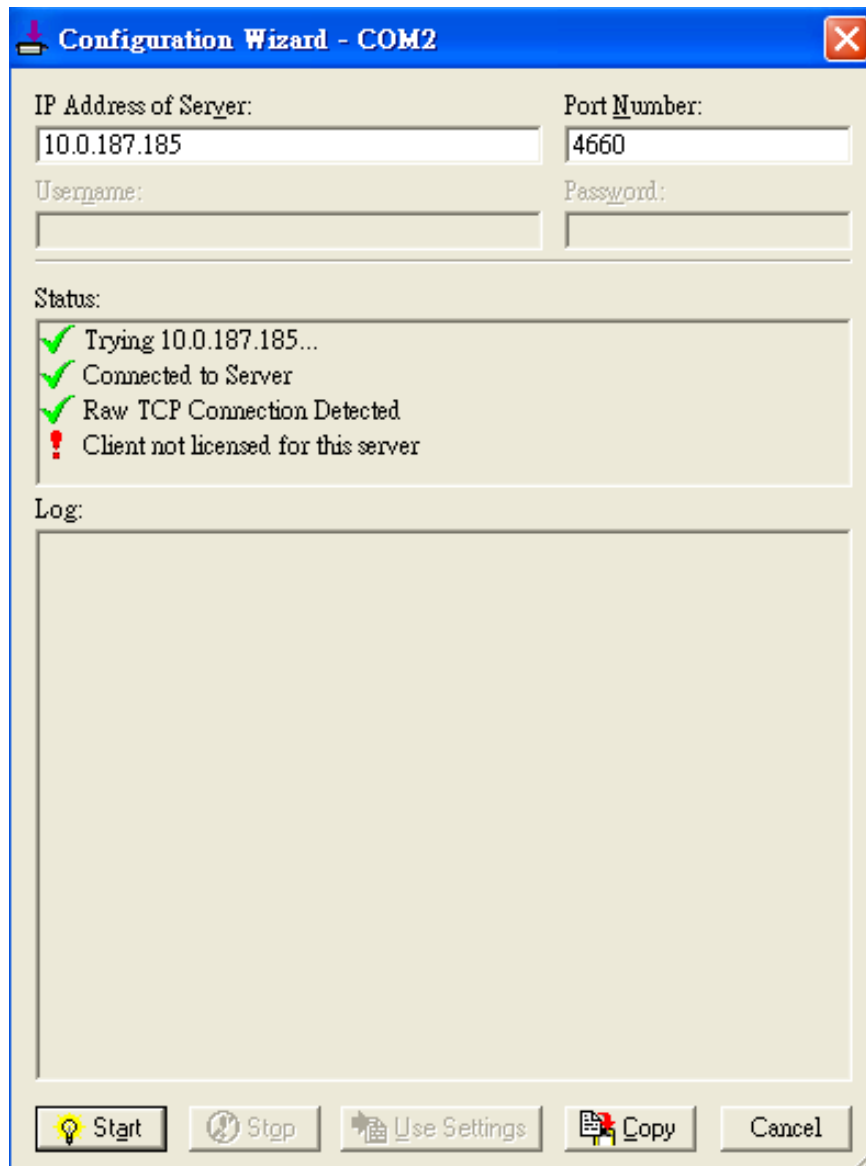 Configuration Wizard - COM2
IP Address of Server: Port Number:
10.0.187.185 4660
Username: Password:
Status:
Trying 10.0.187.185...
Connected to Server
Raw TCP Connection Detected
Client not licensed for this server
Log:
Start Stop Use Settings Copy Cancel